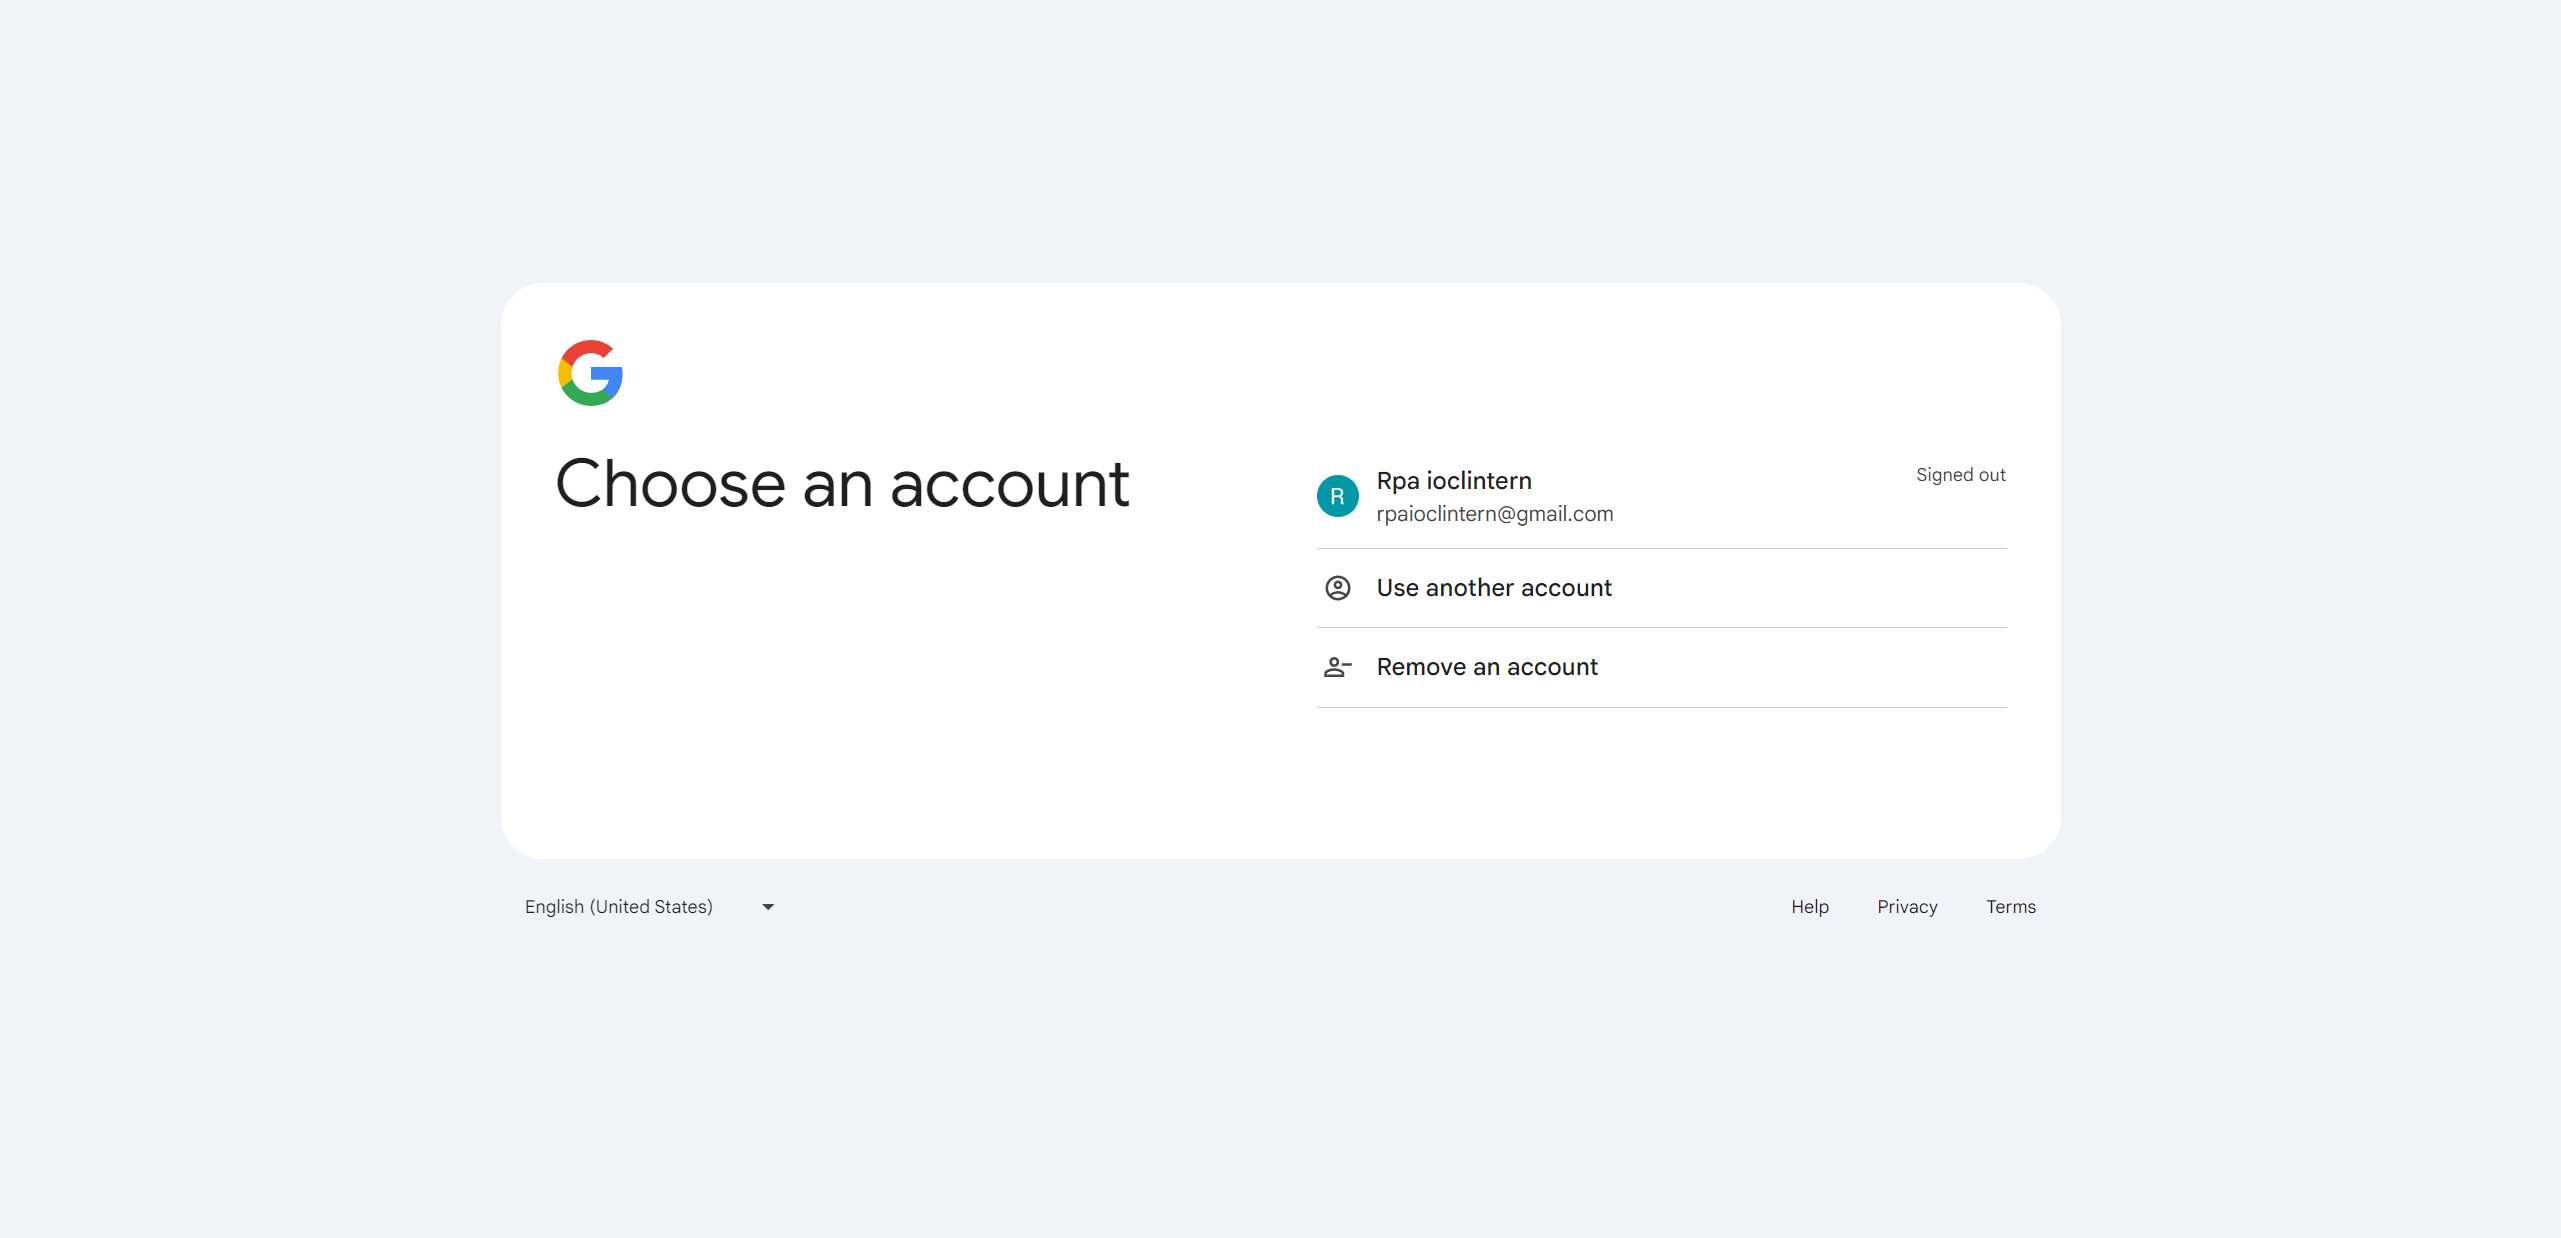 Choose an account
R
Rpa ioclintern
rpaioclintern@gmail.com
Signed out
Use another account
Remove an account
English (United States)
Help
Privacy
Terms